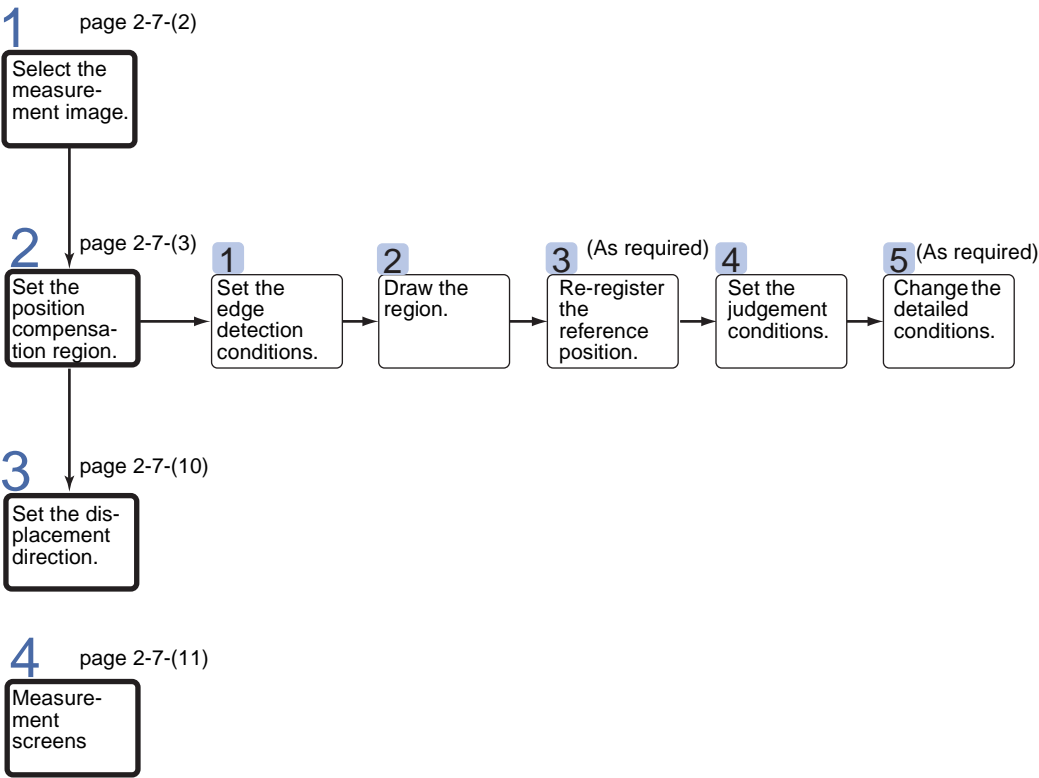 1
page 2-7-(2)
Select the
measure-
ment image.
2
page 2-7-(3)
Set the
position
compensa-
tion region.
1
Set the
edge
detection
conditions.
2
Draw the
region.
3
(As required)
Re-register
the
reference
position.
4
Set the
judgement
conditions.
5
(As required)
Change the
detailed
conditions.
3
page 2-7-(10)
Set the dis-
placement
direction.
4
page 2-7-(11)
Measure-
ment
screens